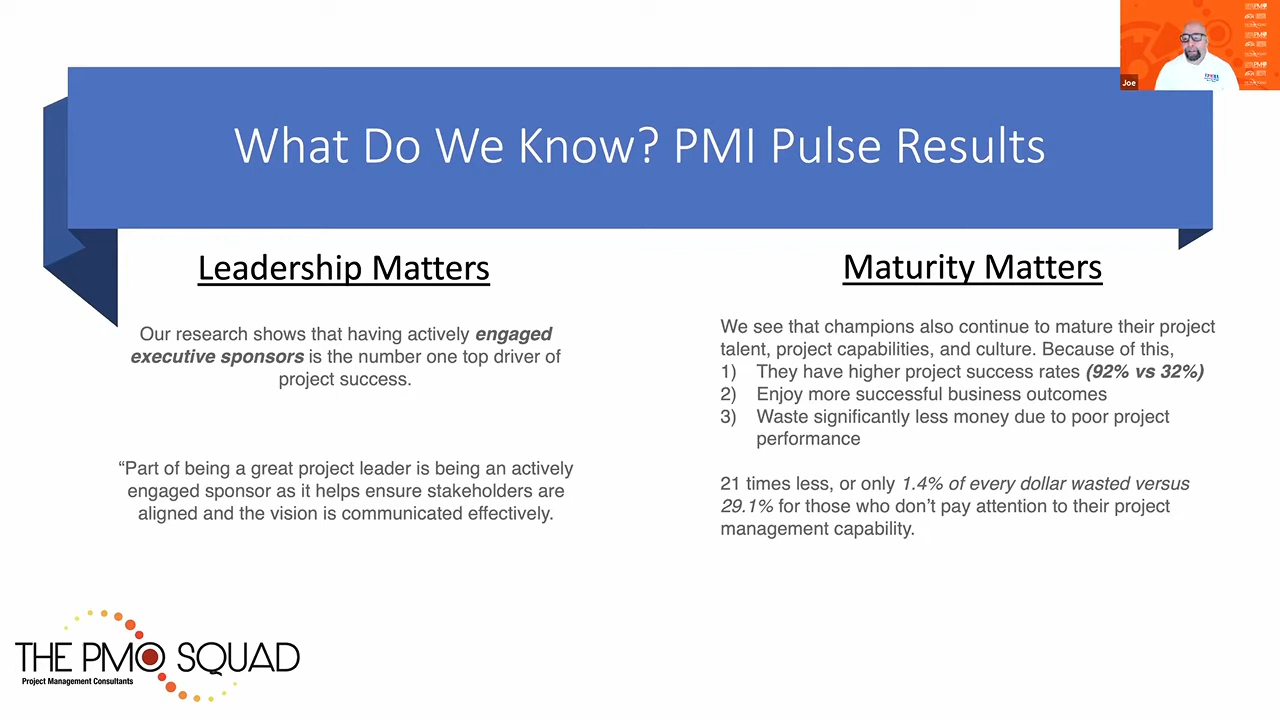 Joe
What Do We Know? PMI Pulse Results
Leadership Matters
Our research shows that having actively engaged
executive sponsors is the number one top driver of
project success.
“Part of being a great project leader is being an actively
engaged sponsor as it helps ensure stakeholders are
aligned and the vision is communicated effectively.
Maturity Matters
We see that champions also continue to mature their project
talent, project capabilities, and culture. Because of this,
1) They have higher project success rates (92% vs 32%)
2) Enjoy more successful business outcomes
3) Waste significantly less money due to poor project
performance
21 times less, or only 1.4% of every dollar wasted versus
29.1% for those who don’t pay attention to their project
management capability.
THE PMO SQUAD
Project Management Consultants